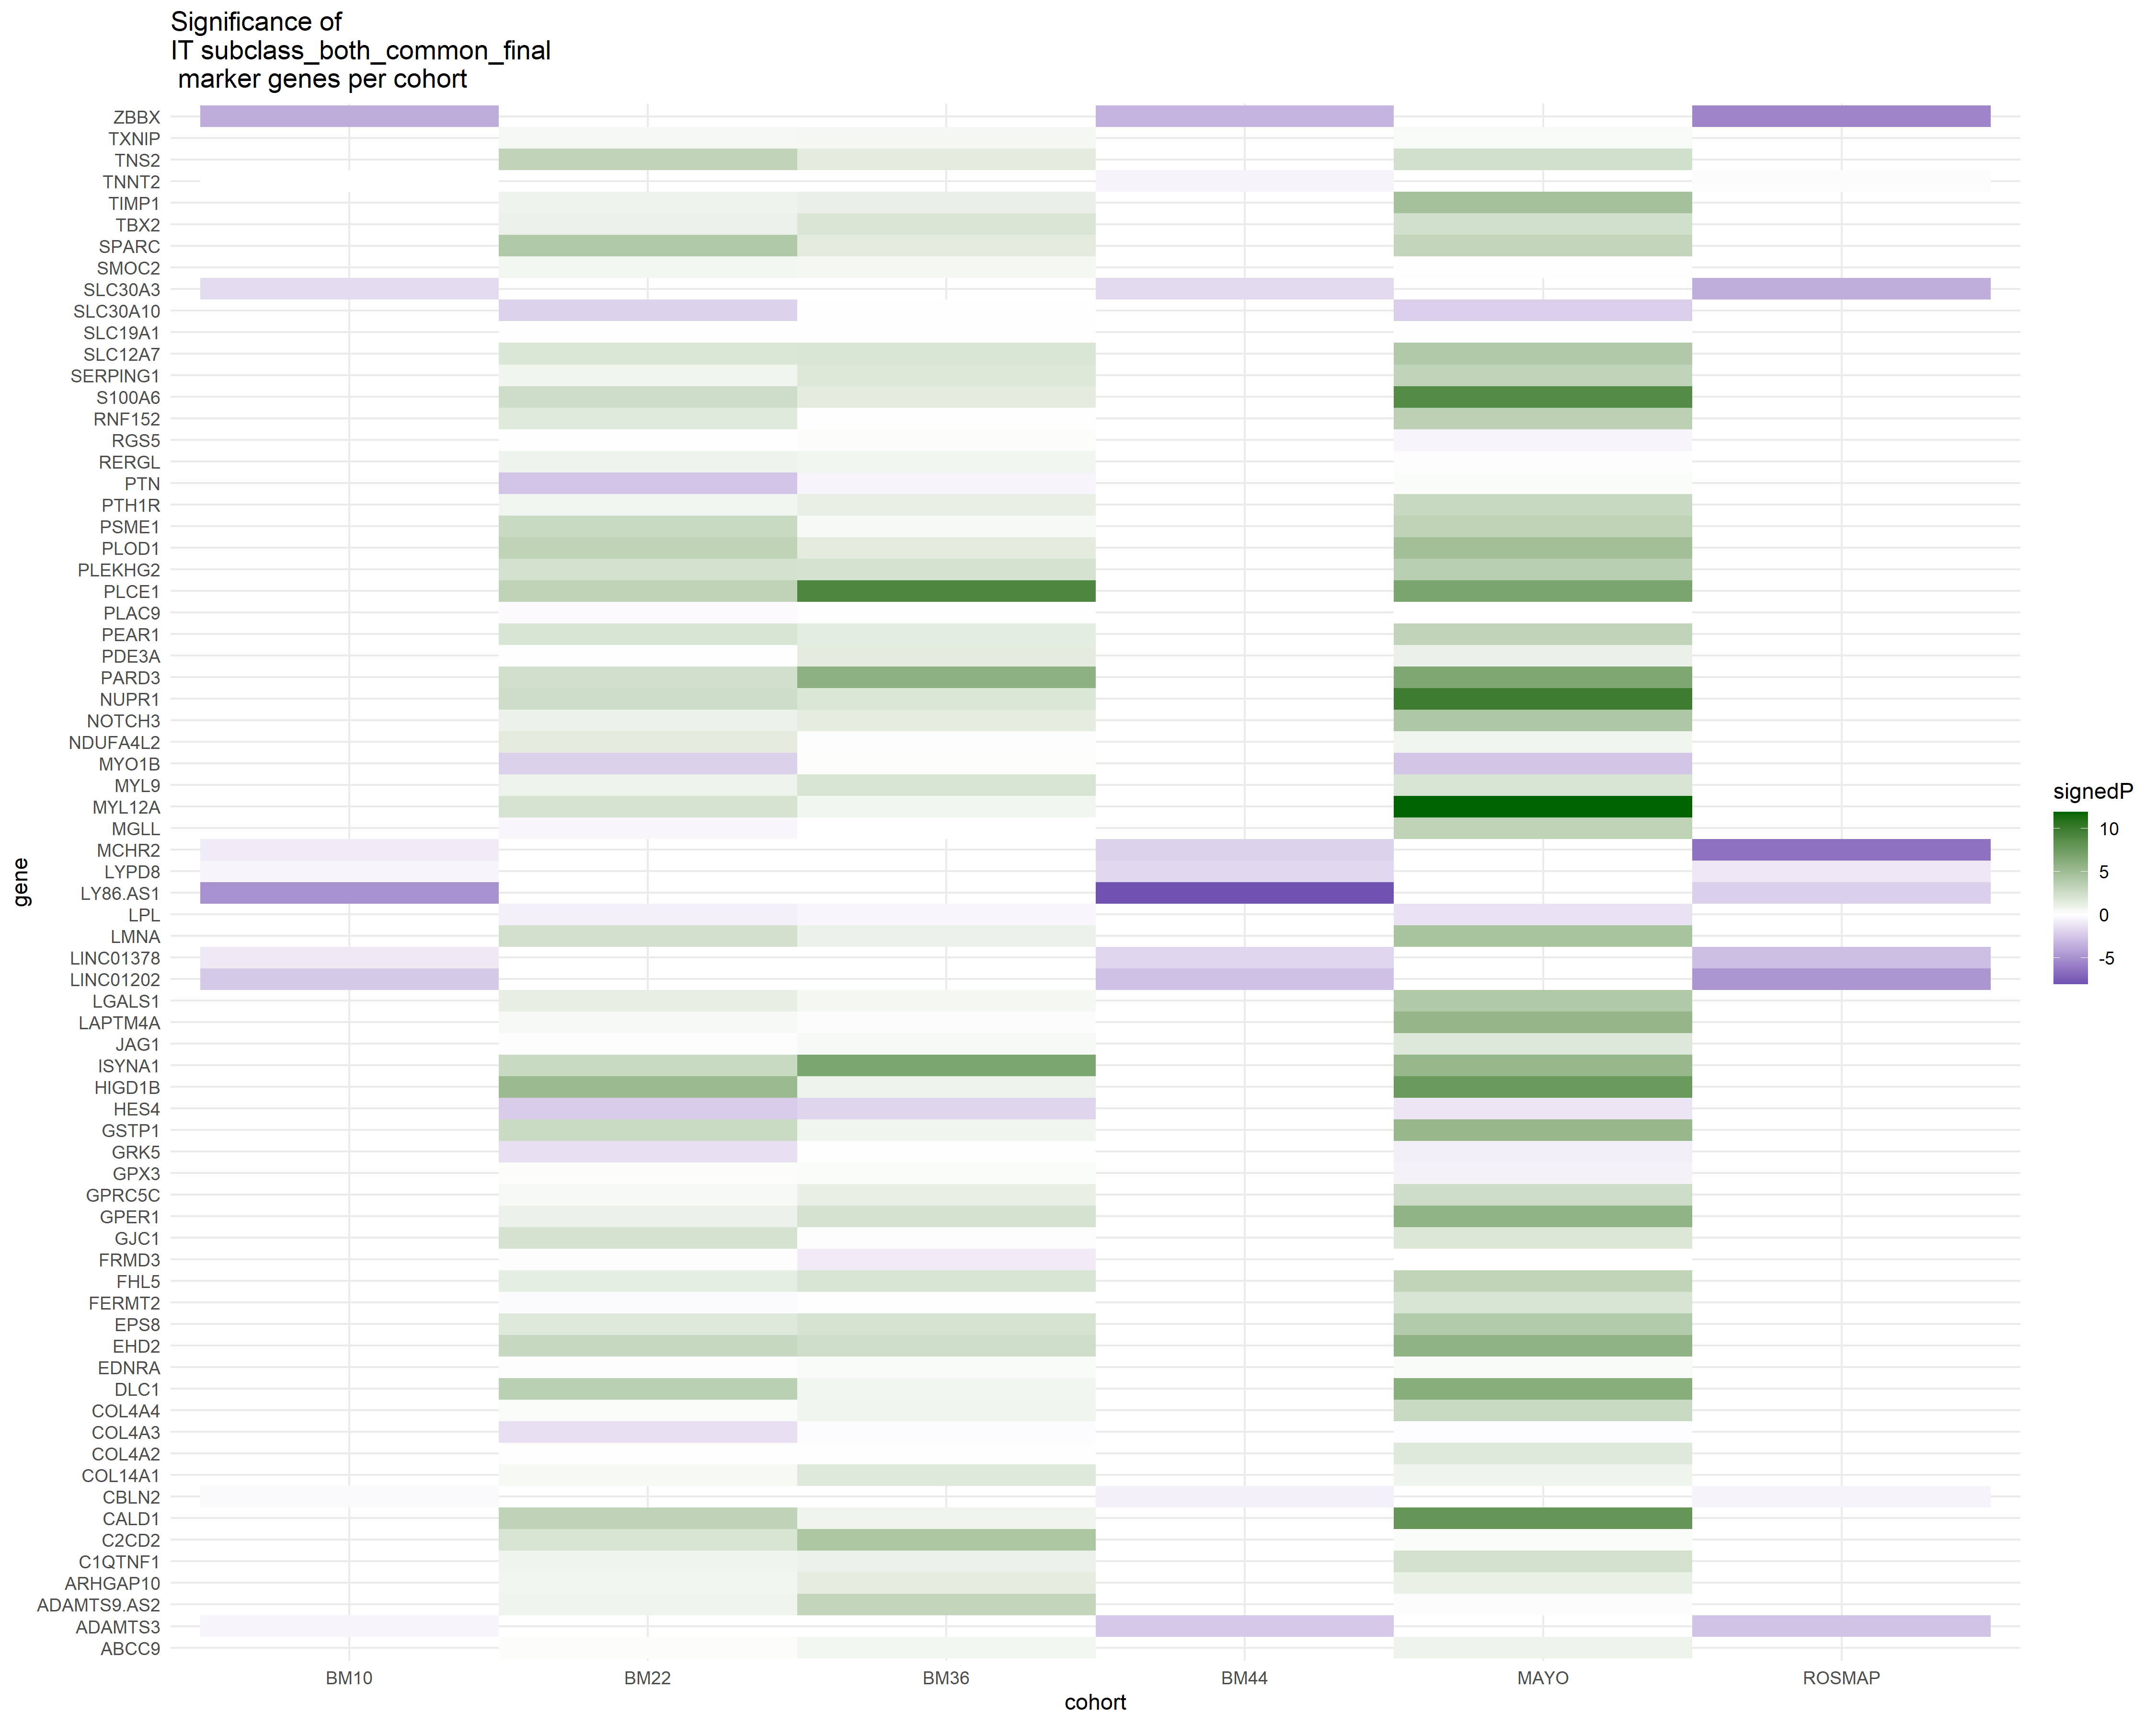 Significance of
IT subclass_both_common_final
marker genes per cohort
ZBBX
TXNIP
TNS2
TNNT2
TIMP1
TBX2
SPARC
SMOC2
SLC30A3
SLC30A10
SLC19A1
SLC12A7
SERPING1
S100A6
RNF152
RGS5
RERGL
PTN
PTH1R
PSME1
PLOD1
PLEKHG2
PLCE1
PLAC9
PEAR1
PDE3A
PARD3
NUPR1
NOTCH3
NDUFA4L2
MYO1B
MYL9
MYL12A
MGLL
MCHR2
LYPD8
LY86.AS1
LPL
LMNA
LINC01378
LINC01202
LGALS1
LAPTM4A
JAG1
ISYNA1
HIGD1B
HES4
GSTP1
GRK5
GPX3
GPRC5C
GPER1
GJC1
FRMD3
FHL5
FERMT2
EPS8
EHD2
EDNRA
DLC1
COL4A4
COL4A3
COL4A2
COL14A1
CBLN2
CALD1
C2CD2
C1QTNF1
ARHGAP10
ADAMTS9.AS2
ADAMTS3
ABCC9
gene
BM10 BM22 BM36 BM44 MAYO ROSMAP
cohort
signedP
10
5
0
-5